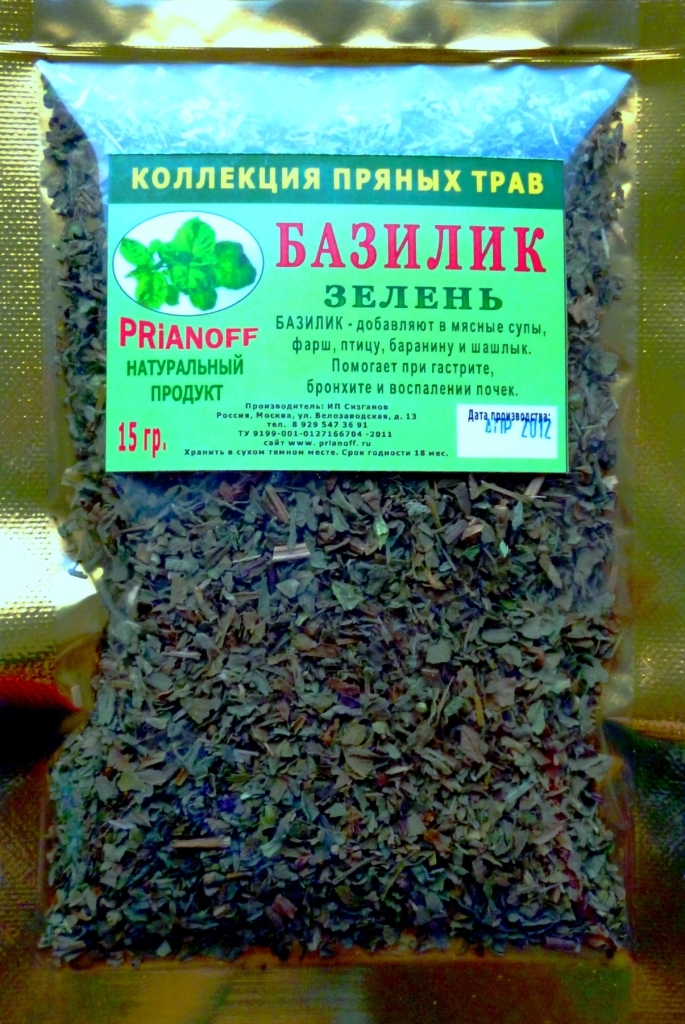 КОЛЛЕКЦИЯ ПРЯНЫХ ТРАВ
БАЗИЛИК
ЗЕЛЕНЬ
PRiANOFF
НАТУРАЛЬНЫЙ
ПРОДУКТ
БАЗИЛИК - добавляют в мясные супы,
фарш, птицу, баранину и шашлык.
Помогает при гастрите,
бронхите и воспалении почек.
15 гр.
Производитель: ИП Сизганов
Россия, Москва, ул. Велозаводская, д. 13
тел. 8 929 547 36 91
ТУ 9199-001-0127166704 -2011
сайт www. prianoff. ru
Хранить в сухом темном месте. Срок годности 18 мес.
Дата производства:
АПР 2012